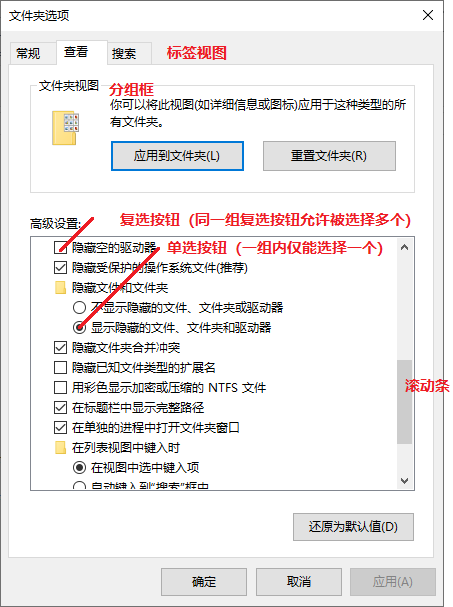 文件夹选项
常规 查看 搜索 标签视图
文件夹视图 分组框
你可以将此视图(如详细信息或图标)应用于这种类型的所
有文件夹。
应用到文件夹(L) 重置文件夹(R)
高级设置: 复选按钮（同一组复选按钮允许被选择多个）
隐藏空的驱动器 单选按钮（一组内仅能选择一个）
隐藏受保护的操作系统文件(推荐)
隐藏文件和文件夹
不显示隐藏的文件、文件夹或驱动器
显示隐藏的文件、文件夹和驱动器
隐藏文件夹合并冲突
隐藏已知文件类型的扩展名
滚动条
用彩色显示加密或压缩的 NTFS 文件
在标题栏中显示完整路径
在单独的进程中打开文件夹窗口
在列表视图中键入时
在视图中选中键入项
自动键入到“搜索”框中
还原为默认值(D)
确定 取消 应用(A)